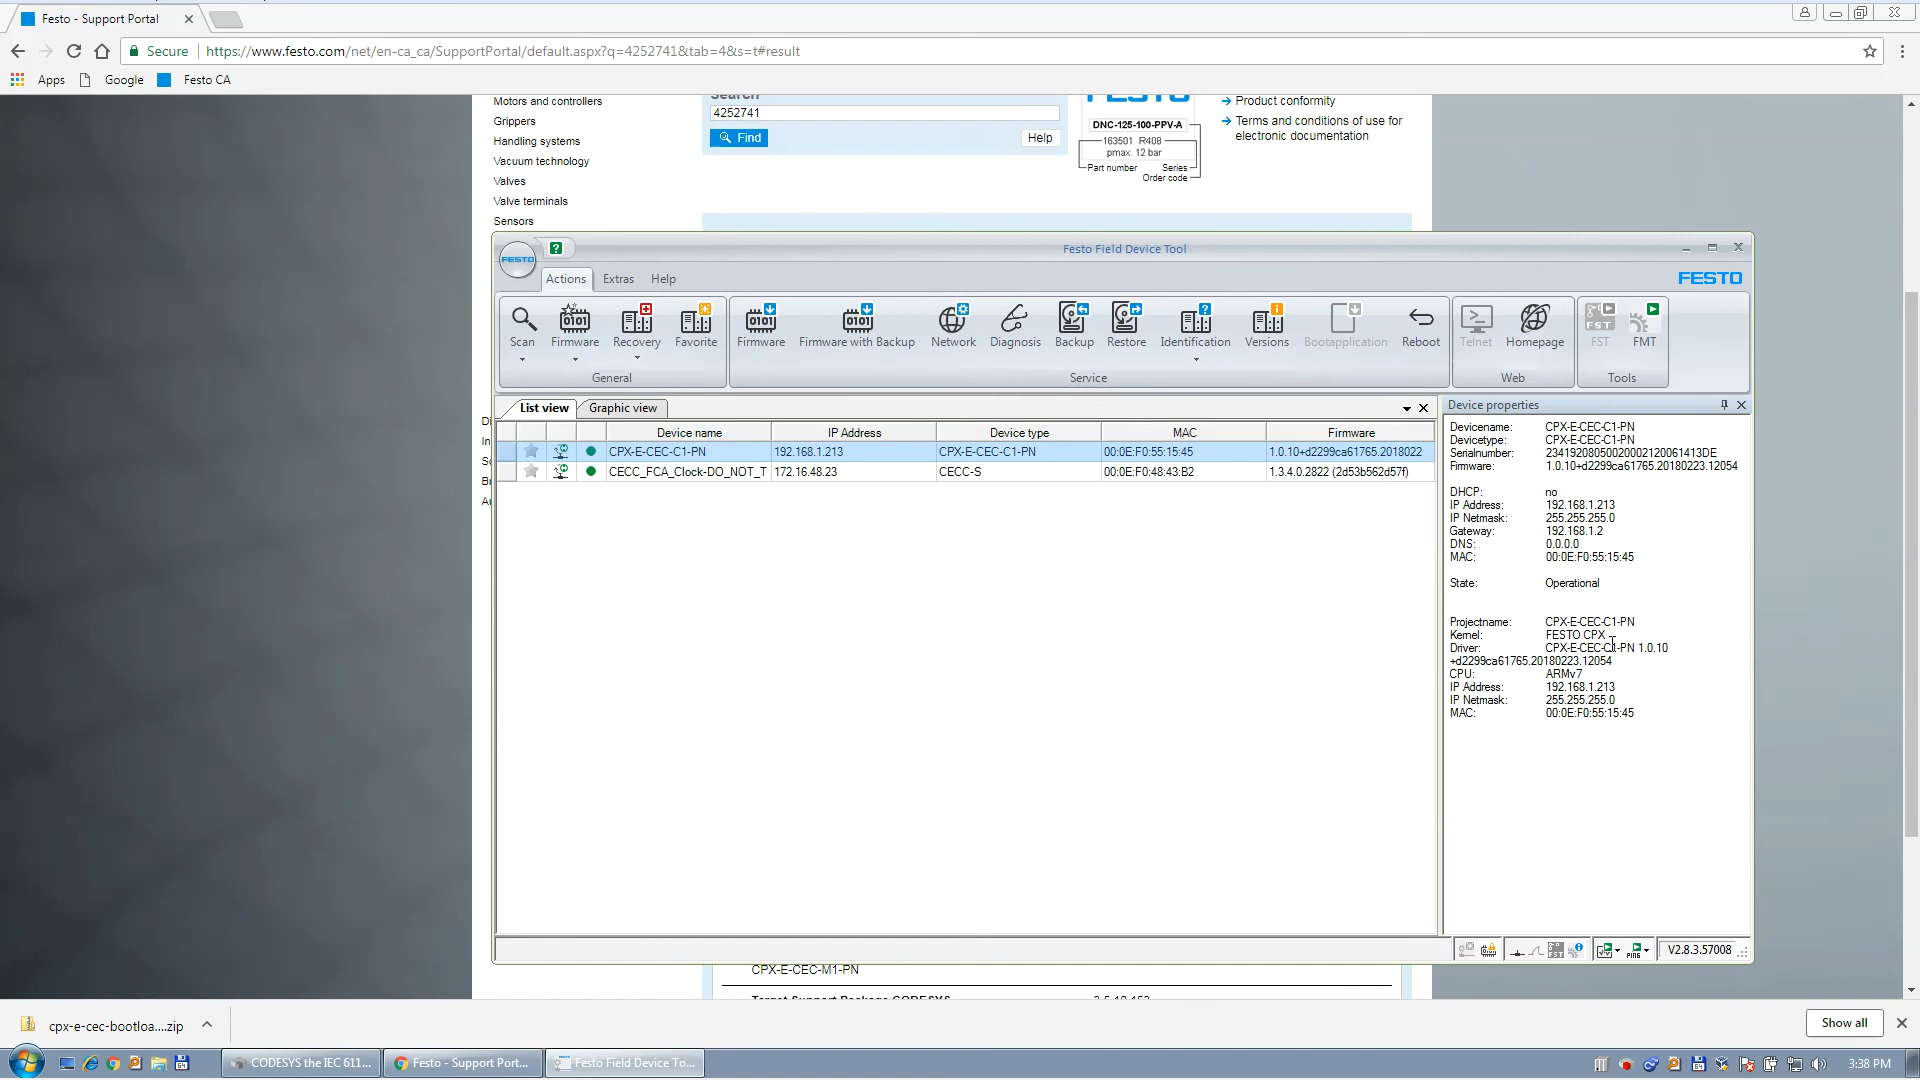 Festo - Support Portal
Secure https://www.festo.com/net/en-ca_ca/SupportPortal/default.aspx?q=4252741&tab=4&s=t#result
Apps Google Festo CA
Motors and controllers
Grippers
Handling systems
Vacuum technology
Valves
Valve terminals
Sensors
Search
4252741
Find
Help
FESTO
DNC-125-100-PPV-A
163501 R408
pmax. 12 bar
Part number Series
Order code
Product conformity
Terms and conditions of use for
electronic documentation
Festo Field Device Tool
FESTO
Actions Extras Help
FESTO
Scan Firmware Recovery Favorite
General
Firmware Firmware with Backup Network Diagnosis Backup Restore Identification Versions Bootapplication Reboot
Service
Telnet Homepage
Web
FST FMT
Tools
List view Graphic view
Device name IP Address Device type MAC Firmware
CPX-E-CEC-C1-PN 192.168.1.213 CPX-E-CEC-C1-PN 00:0E:F0:55:15:45 1.0.10+d2299ca61765.2018022
CECC_FCA_Clock-DO_NOT_T 172.16.48.23 CECC-S 00:0E:F0:48:43:B2 1.3.4.0.2822 (2d53b562d57f)
Device properties
Devicename: CPX-E-CEC-C1-PN
Devicetype: CPX-E-CEC-C1-PN
Serialnumber: 23419208050020002120061413DE
Firmware: 1.0.10+d2299ca61765.20180223.12054
DHCP: no
IP Address: 192.168.1.213
IP Netmask: 255.255.255.0
Gateway: 192.168.1.2
DNS: 0.0.0.0
MAC: 00:0E:F0:55:15:45
State: Operational
Projectname: CPX-E-CEC-C1-PN
Kernel: FESTO CPX
Driver: CPX-E-CEC-C1-PN 1.0.10
+d2299ca61765.20180223.12054
CPU: ARMv7
IP Address: 192.168.1.213
IP Netmask: 255.255.255.0
MAC: 00:0E:F0:55:15:45
V2.8.3.57008
CPX-E-CEC-M1-PN
Target Support Package CODESYS
cpx-e-cec-bootloa....zip
Show all
CODESYS the IEC 611... Festo - Support Port... Festo Field Device To...
3:38 PM